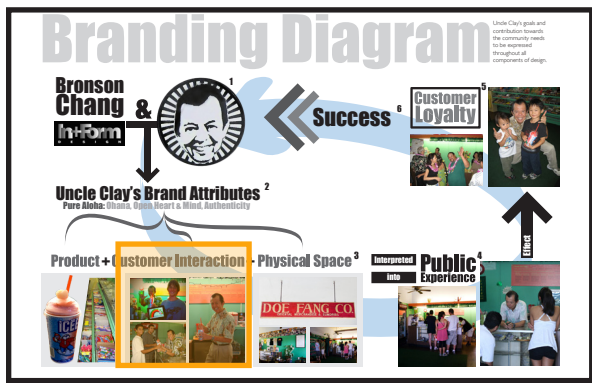 Branding Diagram
Uncle Clay's goals and
contribution towards
the community needs
to be expressed
throughout all
components of design.
Bronson
Chang
&
In+Form
DESIGN
1
Success 6
Customer
Loyalty
5
Uncle Clay's Brand Attributes 2
Pure Aloha: Ohana, Open Heart & Mind, Authenticity
Product + Customer Interaction + Physical Space 3
Interpreted
into
Public
Experience
4
Effect
ICEE
DOE FANG CO.